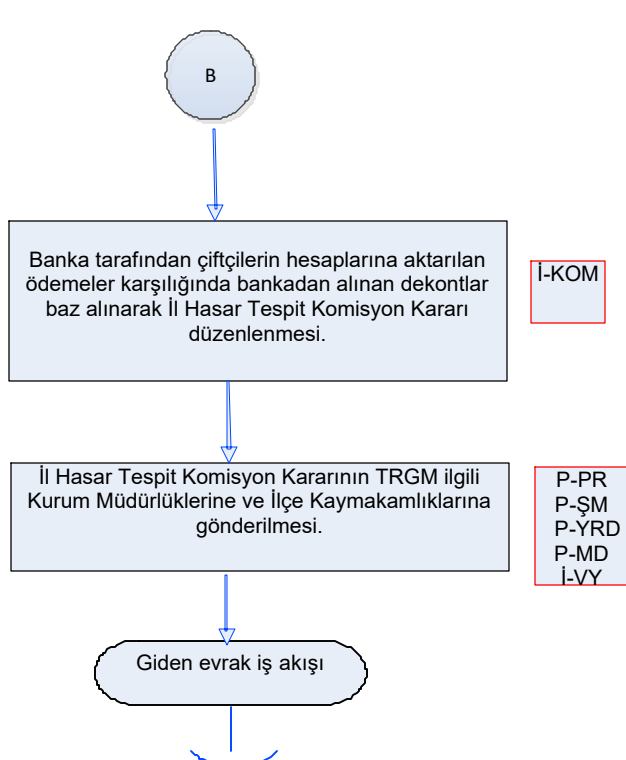 B
Banka tarafından çiftçilerin hesaplarına aktarılan
ödemeler karşılığında bankadan alınan dekontlar
baz alınarak İl Hasar Tespit Komisyon Kararı
düzenlenmesi.
İ-KOM
İl Hasar Tespit Komisyon Kararının TRGM ilgili
Kurum Müdürlüklerine ve İlçe Kaymakamlıklarına
gönderilmesi.
P-PR
P-ŞM
P-YRD
P-MD
İ-VY
Giden evrak iş akışı